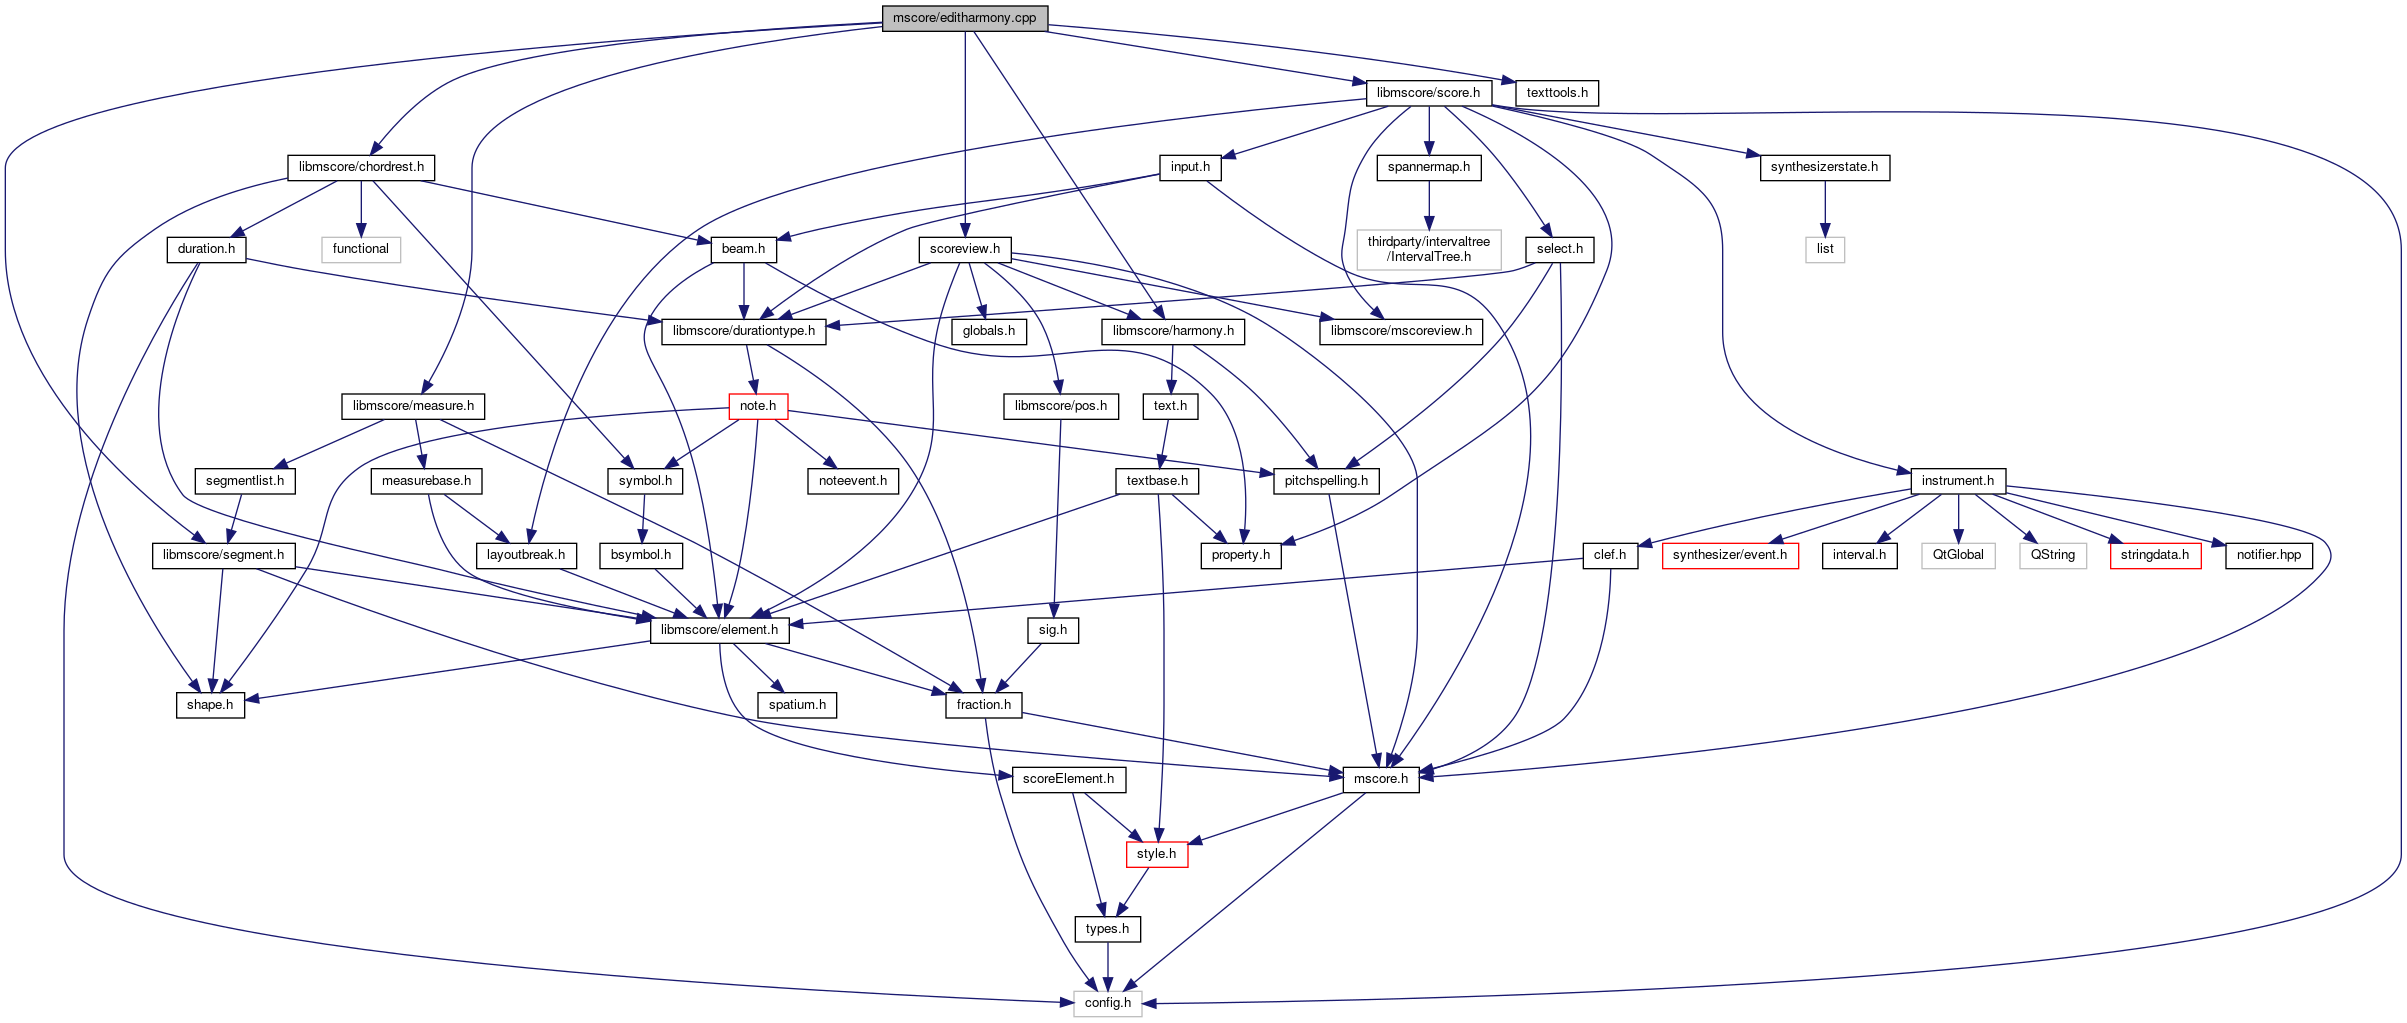 mscore/editharmony.cpp
libmscore/score.h
texttools.h
libmscore/chordrest.h
input.h
spannermap.h
synthesizerstate.h
duration.h
functional
beam.h
scoreview.h
thirdparty/intervaltree
/IntervalTree.h
select.h
list
libmscore/durationtype.h
globals.h
libmscore/harmony.h
libmscore/mscoreview.h
libmscore/measure.h
note.h
libmscore/pos.h
text.h
segmentlist.h
measurebase.h
symbol.h
noteevent.h
textbase.h
pitchspelling.h
instrument.h
libmscore/segment.h
layoutbreak.h
bsymbol.h
property.h
clef.h
synthesizer/event.h
interval.h
QtGlobal
QString
stringdata.h
notifier.hpp
libmscore/element.h
sig.h
shape.h
spatium.h
fraction.h
scoreElement.h
mscore.h
style.h
types.h
config.h